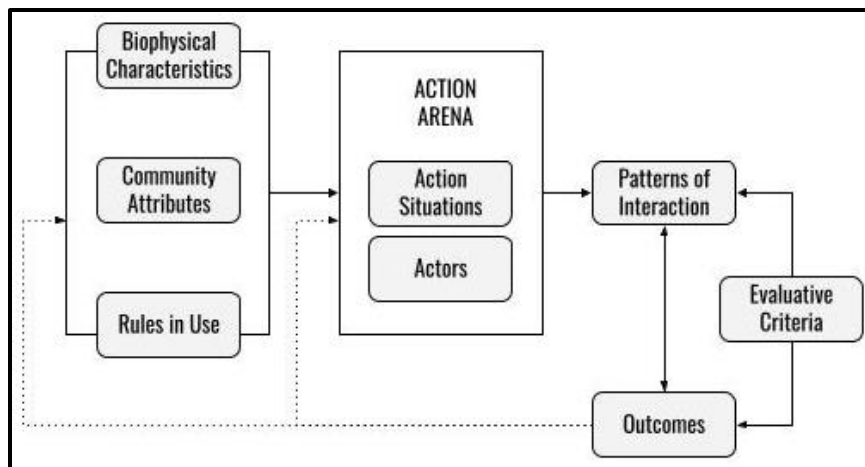 Biophysical
Characteristics
Community
Attributes
Rules in Use
ACTION
ARENA
Action
Situations
Actors
Patterns of
Interaction
Evaluative
Criteria
Outcomes